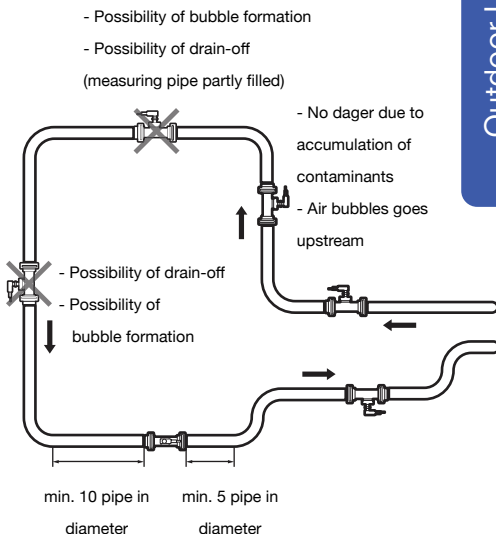 - Possibility of bubble formation
- Possibility of drain-off
(measuring pipe partly filled)
- No dager due to
accumulation of
contaminants
- Air bubbles goes
upstream
- Possibility of drain-off
- Possibility of
bubble formation
min. 10 pipe in
diameter
min. 5 pipe in
diameter
Outdoor